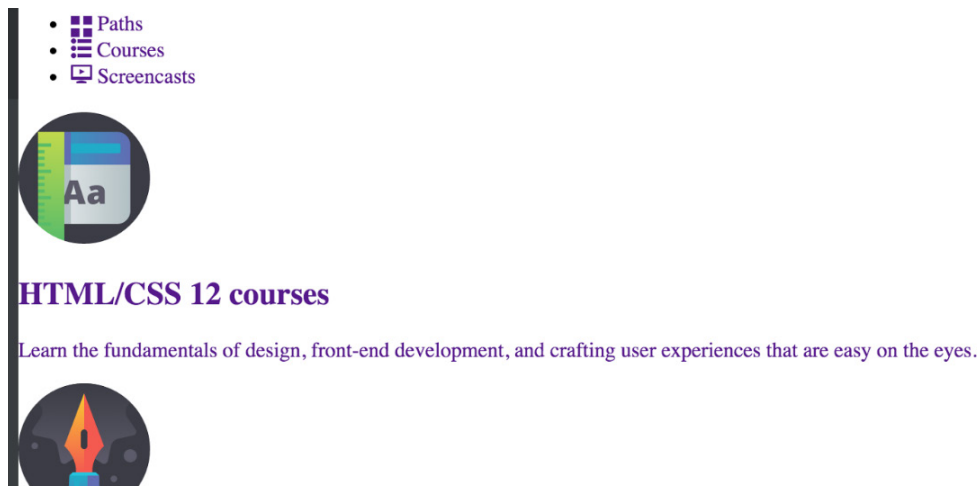 Paths
Courses
Screencasts
Aa
HTML/CSS 12 courses
Learn the fundamentals of design, front-end development, and crafting user experiences that are easy on the eyes.